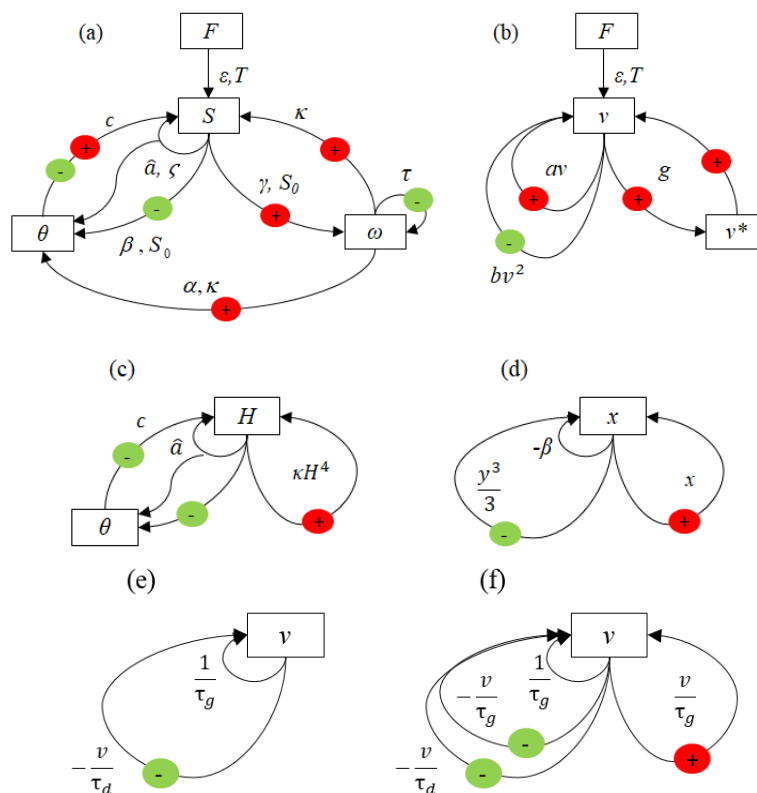 (a)
F
ε,T
S
c
+
-
â, ς
-
β , S₀
θ
κ
+
γ, S₀
+
τ
-
ω
α, κ
+
(b)
F
ε,T
v
av
+
-
bv²
g
+
+
v*
(c)
H
c
-
â
-
θ
κH⁴
+
(d)
x
-β
y³
3
-
x
+
(e)
v
1
τg
- v
τd
-
(f)
v
1
τg
- v
τg
-
- v
τd
-
v
τg
+